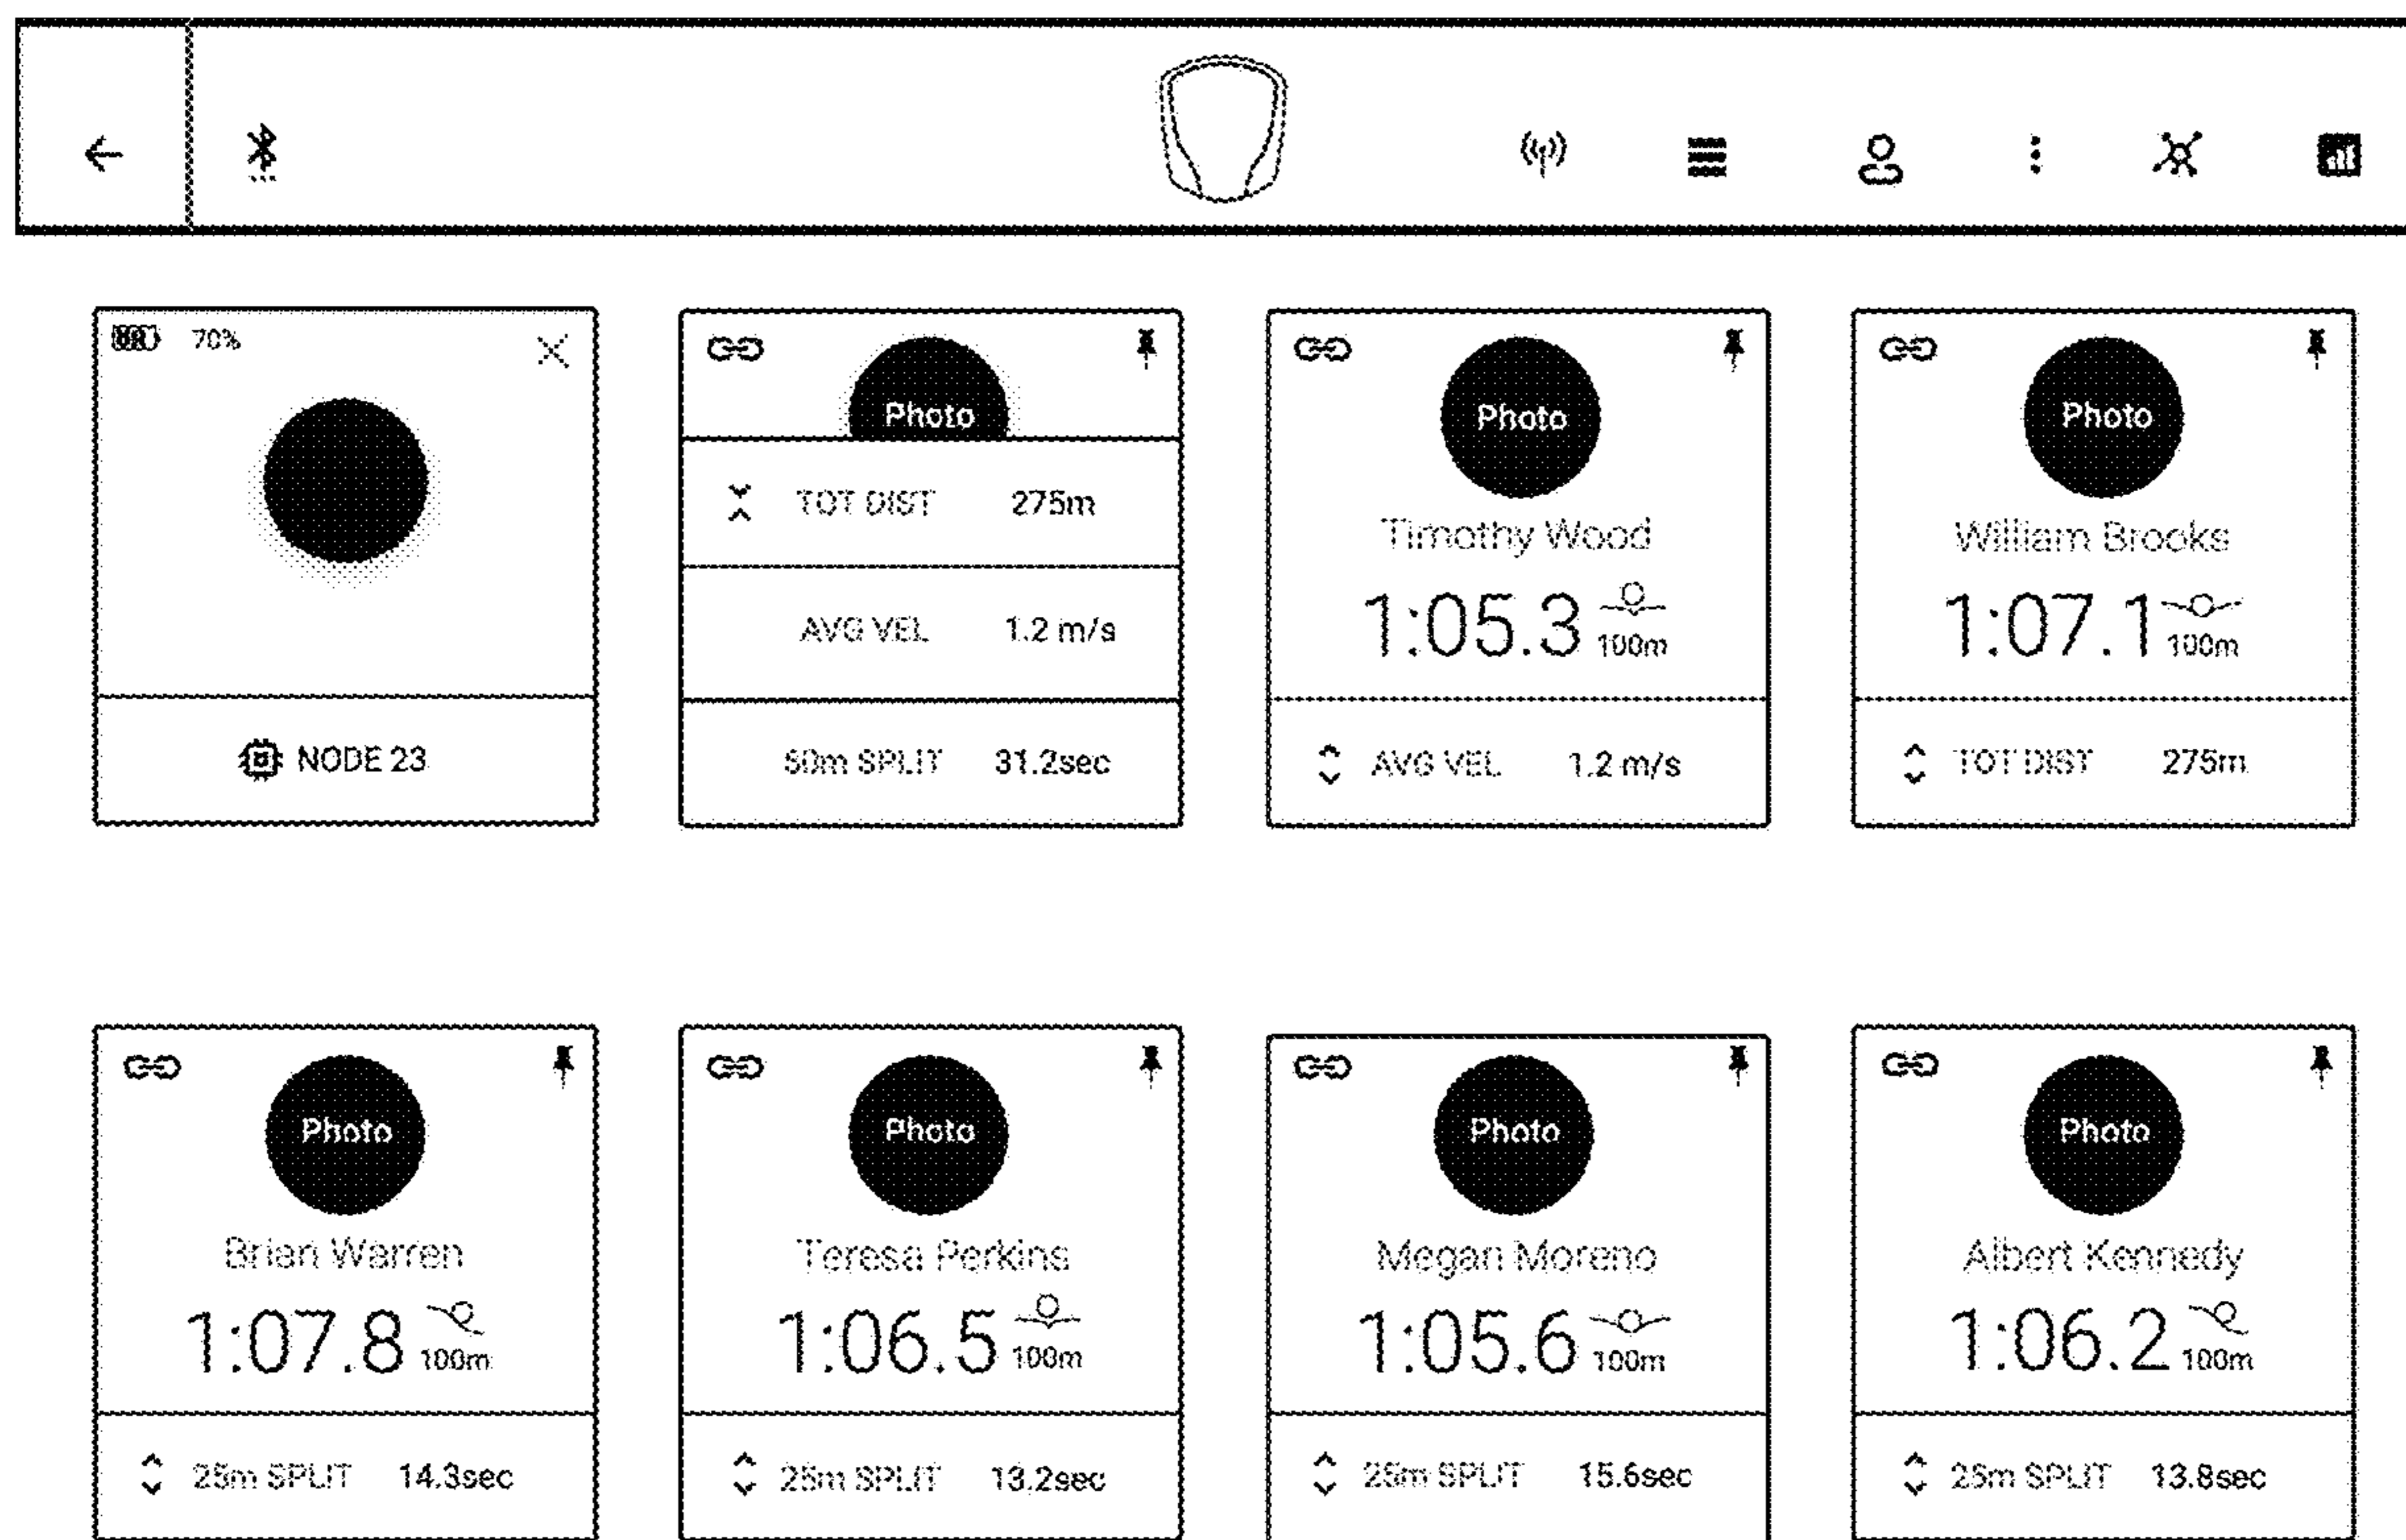 70%
NODE 23
Photo
TOT DIST 275m
AVG VEL 1.2 m/s
50m SPLIT 31.2sec
Photo
Timothy Wood
1:05.3 100m
AVG VEL 1.2 m/s
Photo
William Brooks
1:07.1 100m
TOT DIST 275m
Photo
Brian Warren
1:07.8 100m
25m SPLIT 14.3sec
Photo
Teresa Perkins
1:06.5 100m
25m SPLIT 13.2sec
Photo
Megan Moreno
1:05.6 100m
25m SPLIT 15.6sec
Photo
Albert Kennedy
1:06.2 100m
25m SPLIT 13.8sec